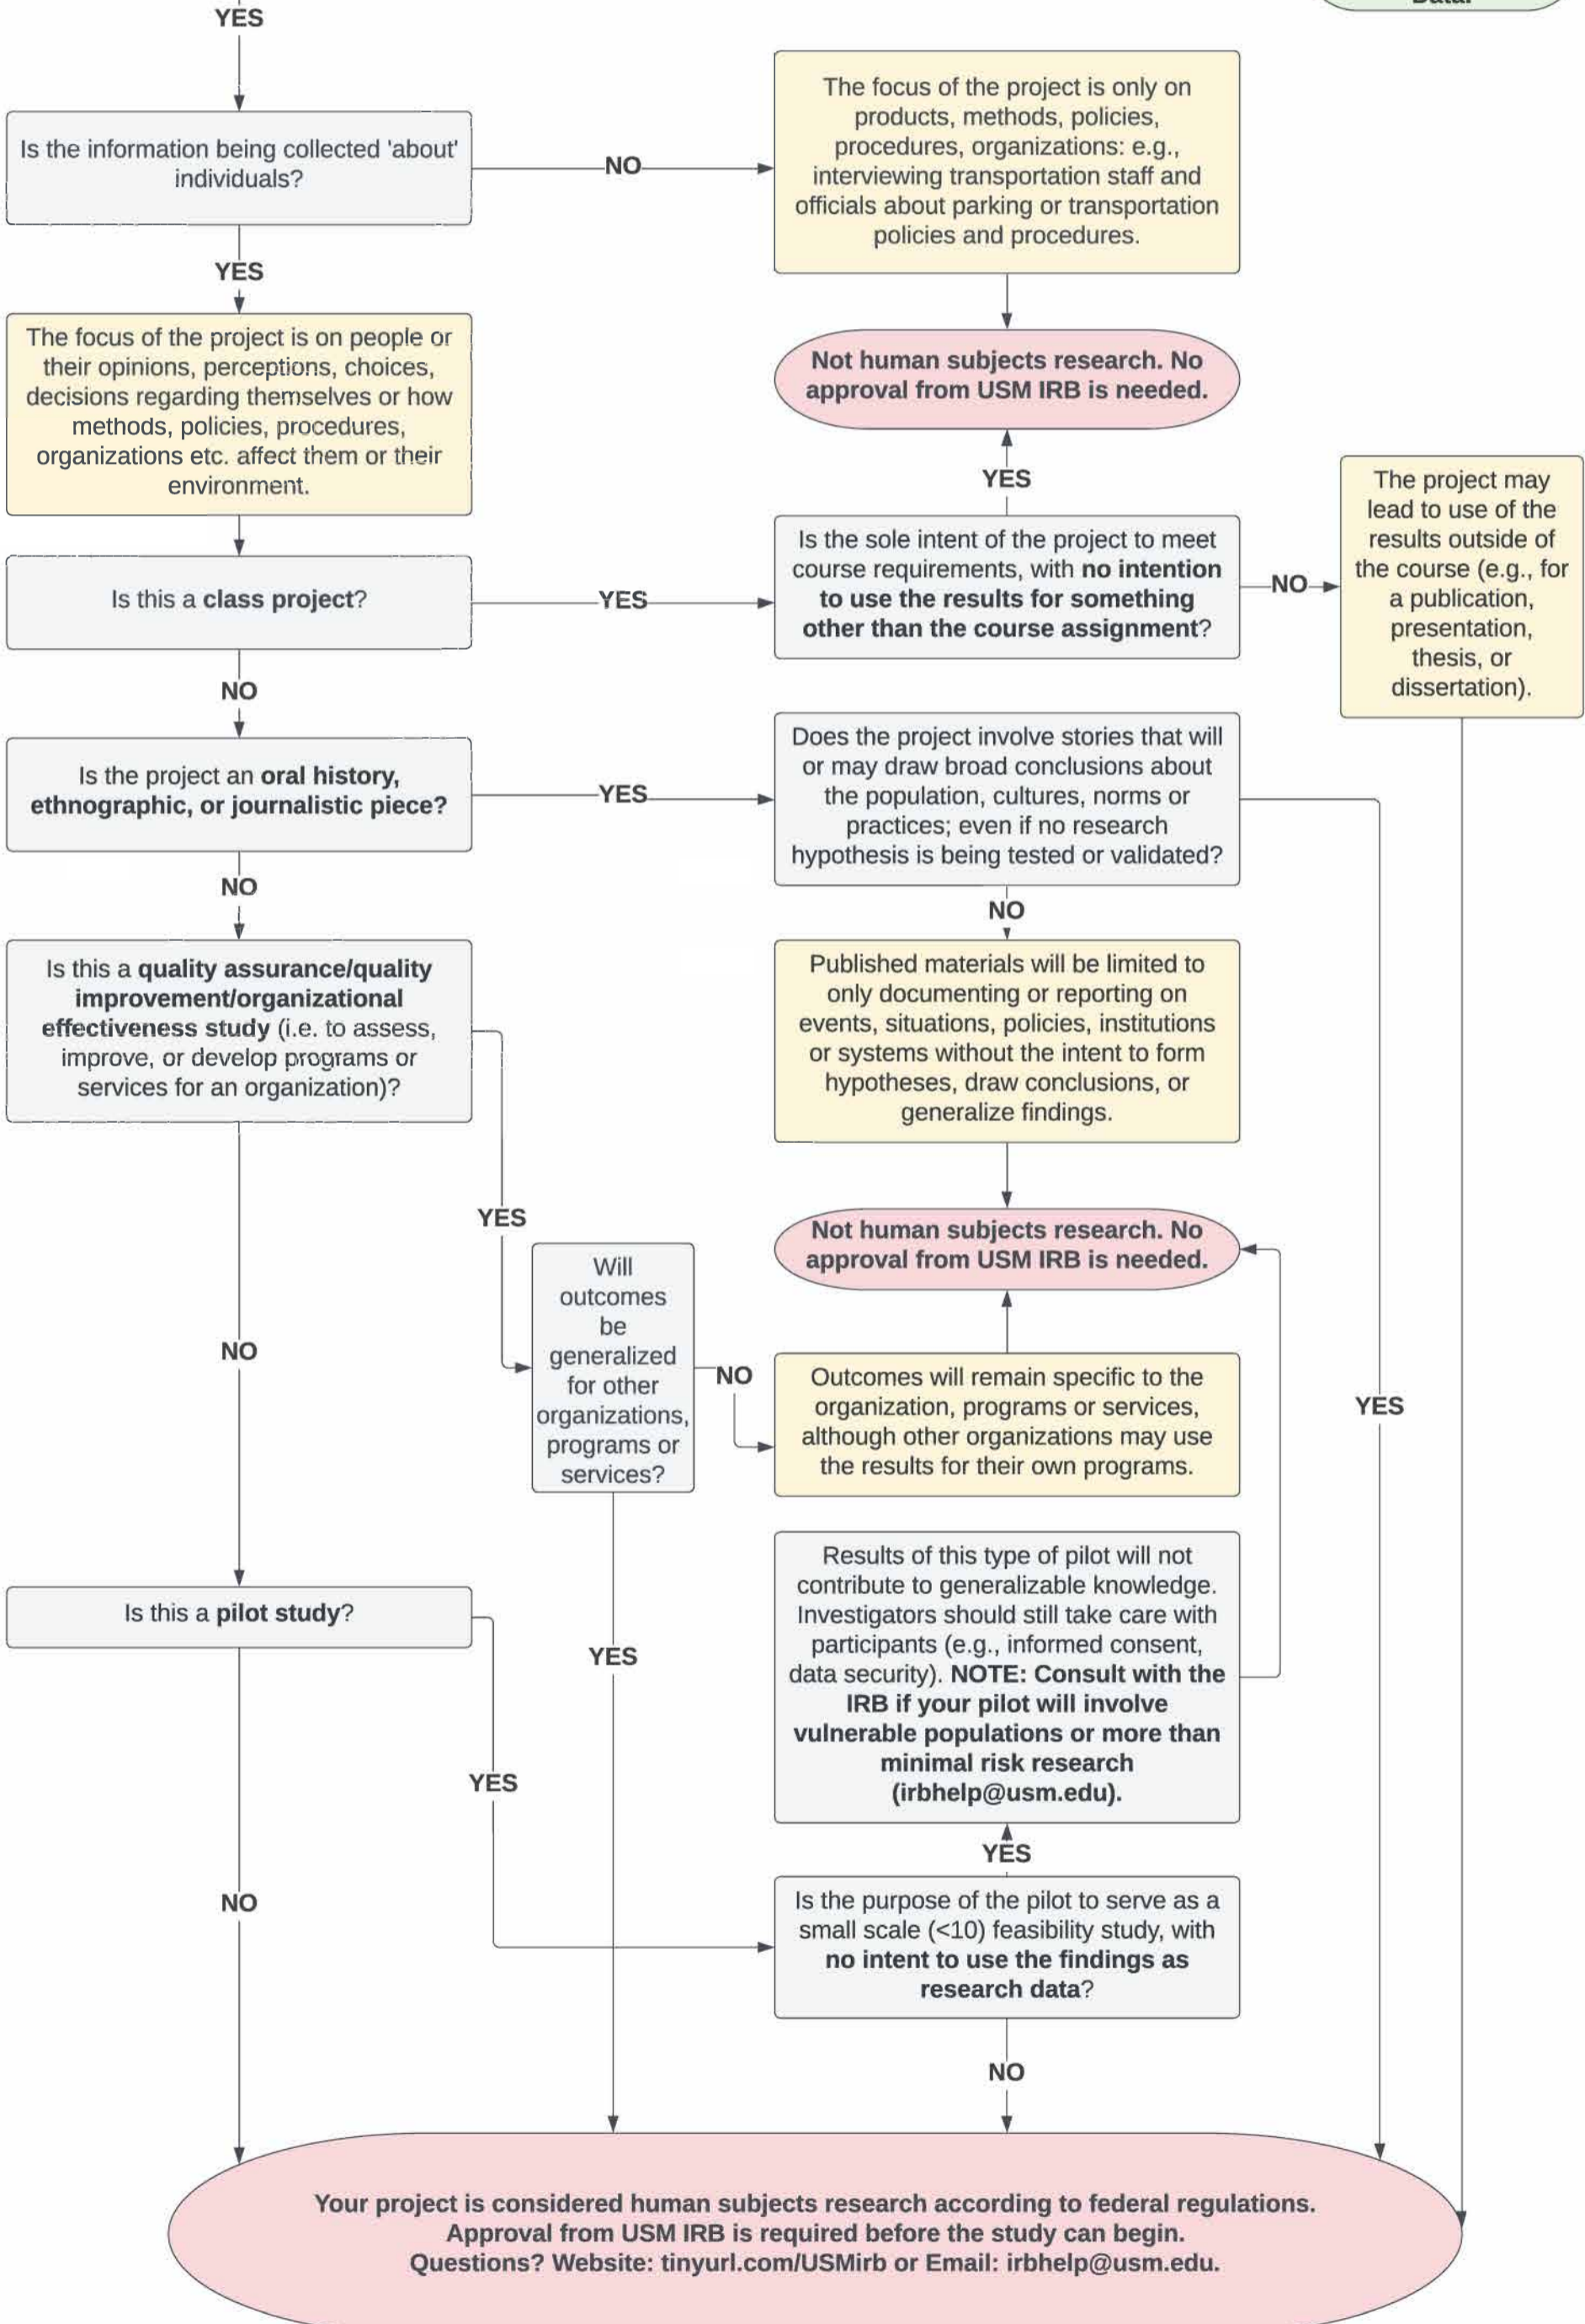 Data.
YES
Is the information being collected 'about'
individuals?
NO
The focus of the project is only on
products, methods, policies,
procedures, organizations: e.g.,
interviewing transportation staff and
officials about parking or transportation
policies and procedures.
YES
The focus of the project is on people or
their opinions, perceptions, choices,
decisions regarding themselves or how
methods, policies, procedures,
organizations etc. affect them or their
environment.
Not human subjects research. No
approval from USM IRB is needed.
YES
Is this a class project?
YES
Is the sole intent of the project to meet
course requirements, with no intention
to use the results for something
other than the course assignment?
NO
The project may
lead to use of the
results outside of
the course (e.g., for
a publication,
presentation,
thesis, or
dissertation).
NO
Is the project an oral history,
ethnographic, or journalistic piece?
YES
Does the project involve stories that will
or may draw broad conclusions about
the population, cultures, norms or
practices; even if no research
hypothesis is being tested or validated?
NO
NO
Is this a quality assurance/quality
improvement/organizational
effectiveness study (i.e. to assess,
improve, or develop programs or
services for an organization)?
Published materials will be limited to
only documenting or reporting on
events, situations, policies, institutions
or systems without the intent to form
hypotheses, draw conclusions, or
generalize findings.
YES
Not human subjects research. No
approval from USM IRB is needed.
Will
outcomes
be
generalized
for other
organizations,
programs or
services?
NO
NO
Outcomes will remain specific to the
organization, programs or services,
although other organizations may use
the results for their own programs.
YES
Is this a pilot study?
YES
Results of this type of pilot will not
contribute to generalizable knowledge.
Investigators should still take care with
participants (e.g., informed consent,
data security). NOTE: Consult with the
IRB if your pilot will involve
vulnerable populations or more than
minimal risk research
(irbhelp@usm.edu).
YES
YES
NO
Is the purpose of the pilot to serve as a
small scale (<10) feasibility study, with
no intent to use the findings as
research data?
NO
Your project is considered human subjects research according to federal regulations.
Approval from USM IRB is required before the study can begin.
Questions? Website: tinyurl.com/USMirb or Email: irbhelp@usm.edu.